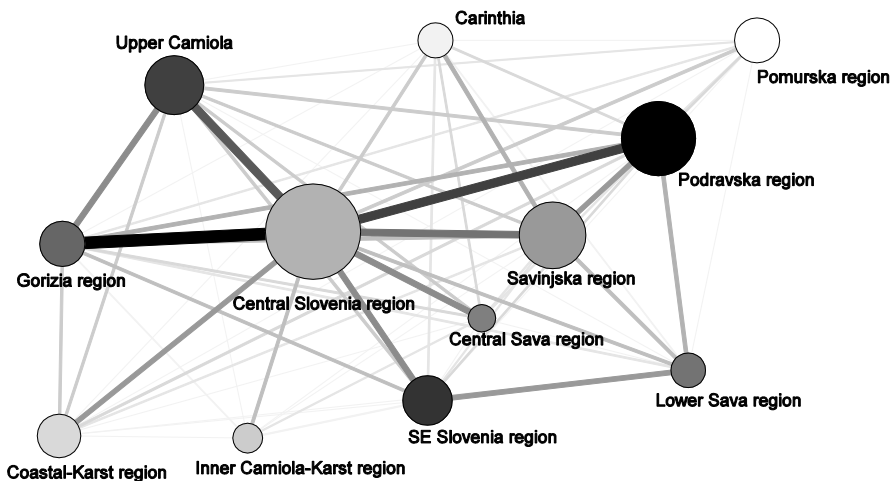 Carinthia
Upper Carniola
Pomurska region
Podravska region
Gorizia region
Savinjska region
Central Slovenia region
Central Sava region
Lower Sava region
SE Slovenia region
Coastal-Karst region
Inner Carniola-Karst region